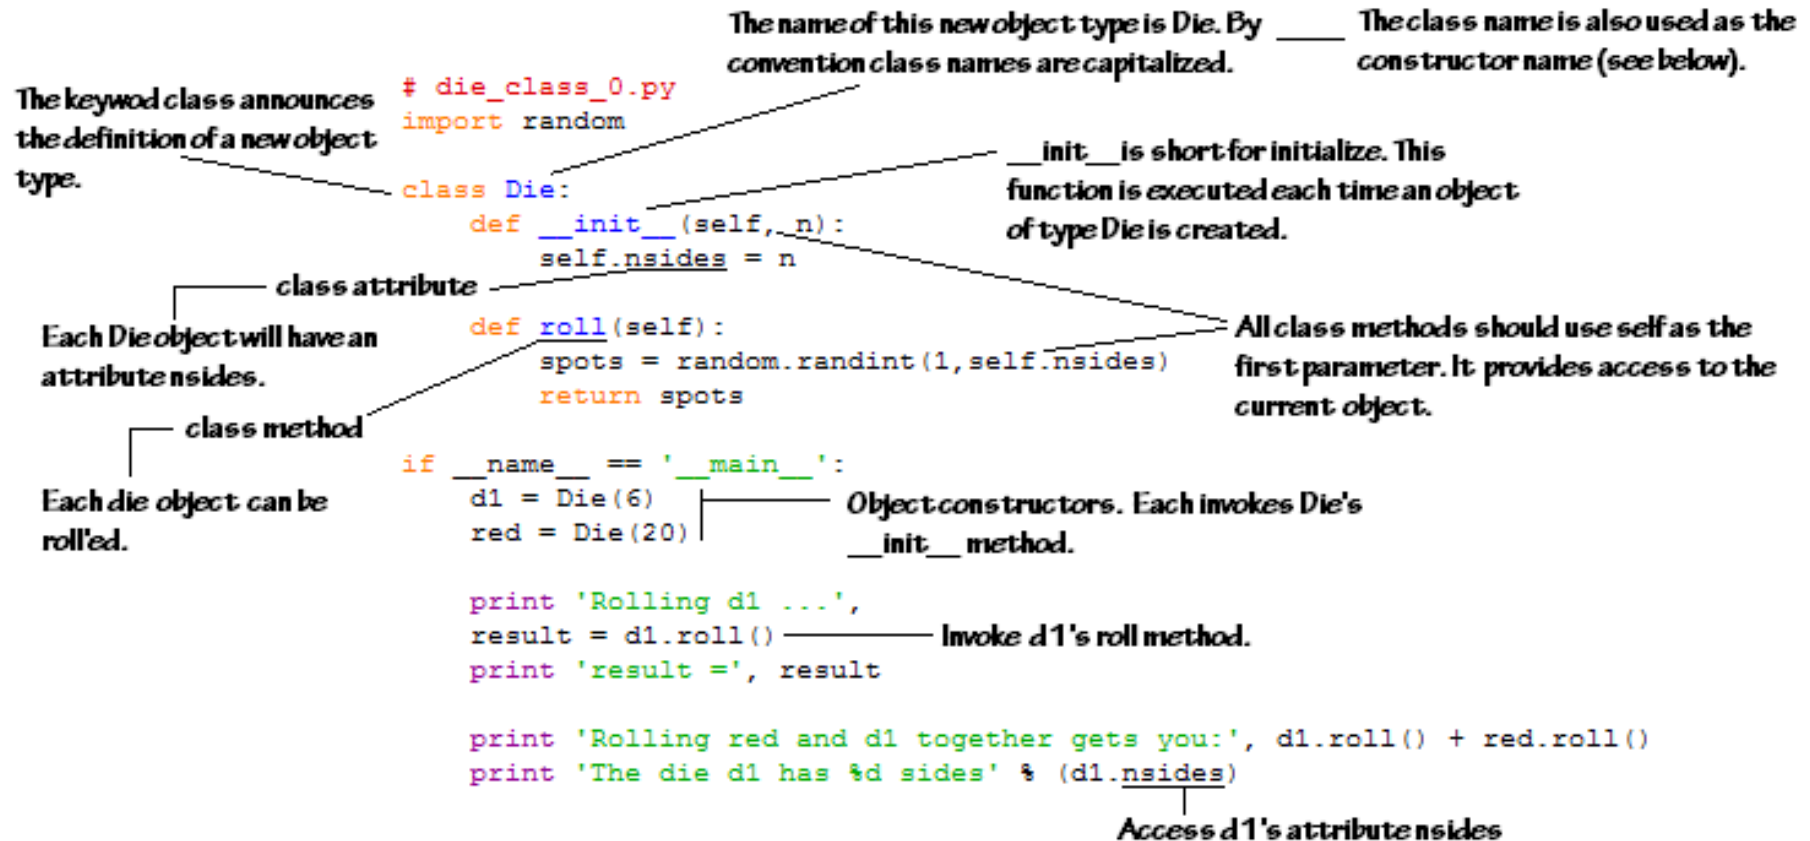 The name of this new object type is Die. By
convention class names are capitalized.
The class name is also used as the
constructor name (see below).
The keywod class announces
the definition of a new object
type.
# die_class_0.py
import random
__init__ is short for initialize. This
function is executed each time an object
of type Die is created.
class Die:
    def __init__(self, n):
        self.nsides = n
class attribute
Each Die object will have an
attribute nsides.
    def roll(self):
        spots = random.randint(1,self.nsides)
        return spots
All class methods should use self as the
first parameter. It provides access to the
current object.
class method
Each die object can be
roll'ed.
if __name__ == '__main__':
    d1 = Die(6)
    red = Die(20)
Object constructors. Each invokes Die's
__init__ method.
    print 'Rolling d1 ...',
    result = d1.roll()
Invoke d1's roll method.
    print 'result =', result
    print 'Rolling red and d1 together gets you:', d1.roll() + red.roll()
    print 'The die d1 has %d sides' % (d1.nsides)
Access d1's attribute nsides